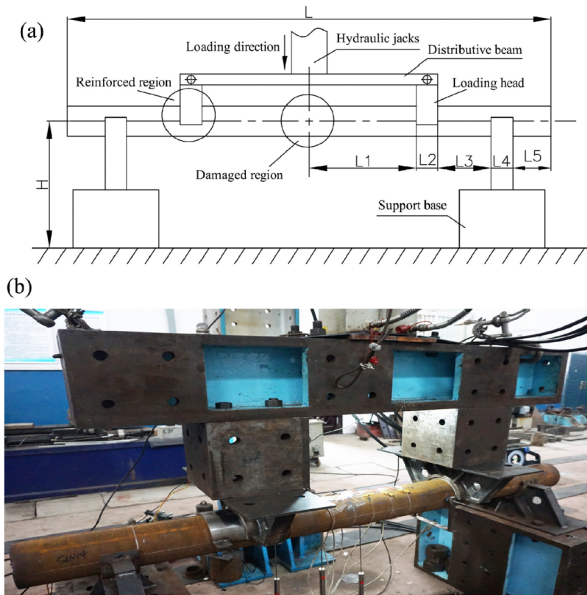 (a)
L
Loading direction
Hydraulic jacks
Distributive beam
Reinforced region
Loading head
L1
L2
L3
L4
L5
H
Damaged region
Support base
(b)